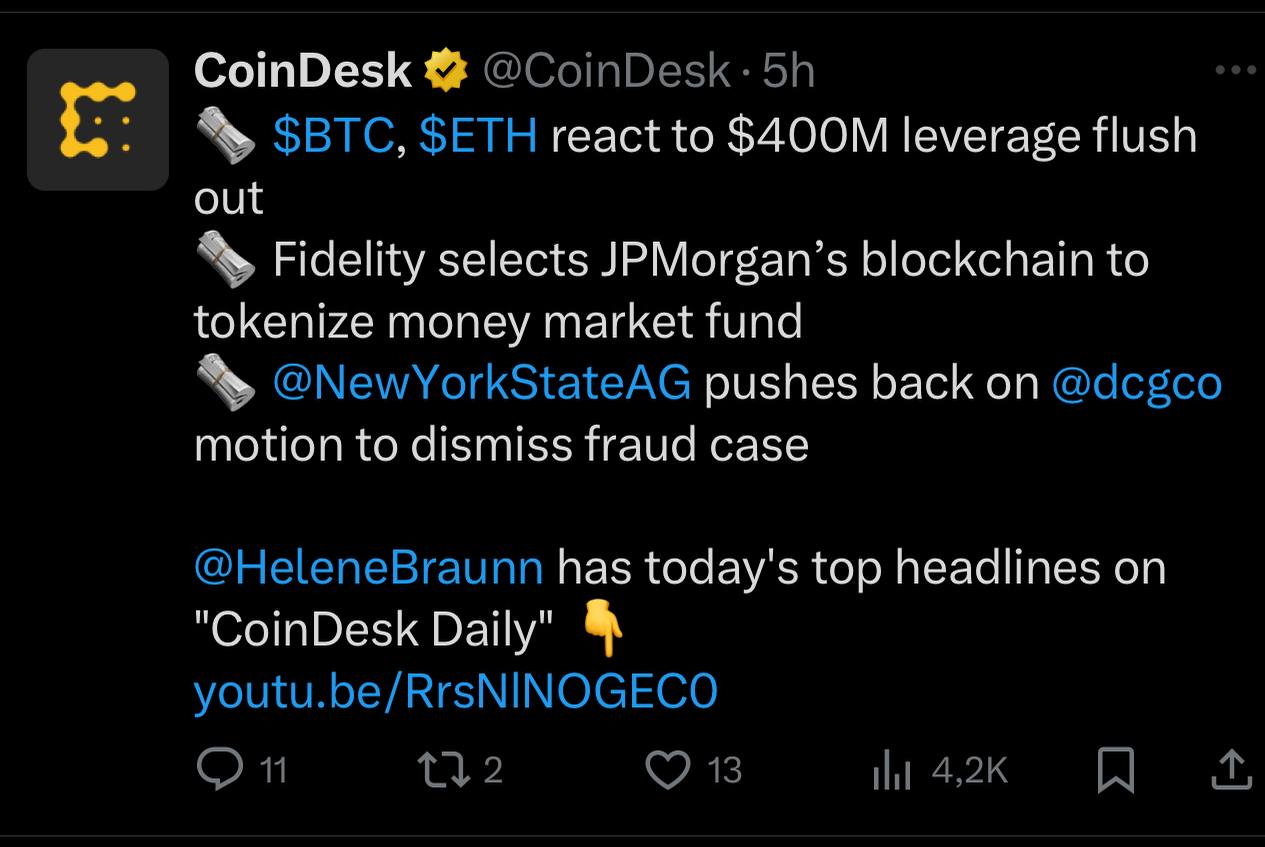 CoinDesk @CoinDesk · 5h
🗞️ $BTC, $ETH react to $400M leverage flush
out
🗞️ Fidelity selects JPMorgan’s blockchain to
tokenize money market fund
🗞️ @NewYorkStateAG pushes back on @dcgco
motion to dismiss fraud case
@HeleneBraunn has today's top headlines on
"CoinDesk Daily" 👇
youtu.be/RrsNlNOGEC0
11 2 13 4,2K